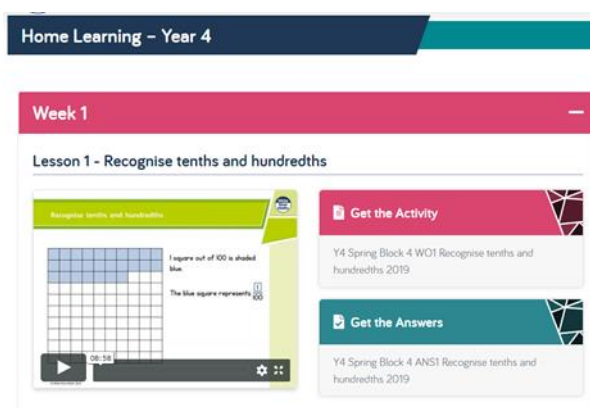 Home Learning – Year 4
Week 1
Lesson 1 - Recognise tenths and hundredths
Recognise tenths and hundredths
1 square out of 100 is shaded
blue.
The blue square represents 1/100
08:58
Get the Activity
Y4 Spring Block 4 WO1 Recognise tenths and
hundredths 2019
Get the Answers
Y4 Spring Block 4 ANS1 Recognise tenths and
hundredths 2019